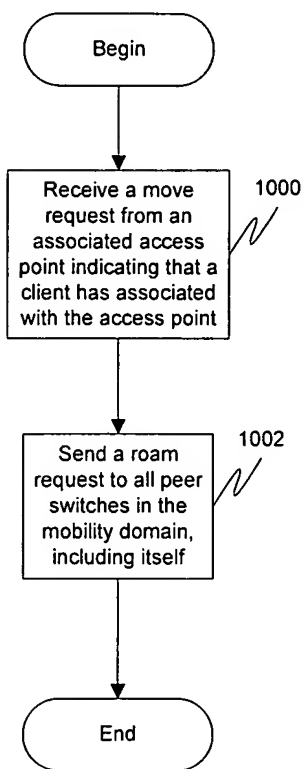 Begin
Receive a move
request from an
associated access
point indicating that a
client has associated
with the access point
1000
Send a roam
request to all peer
switches in the
mobility domain,
including itself
1002
End